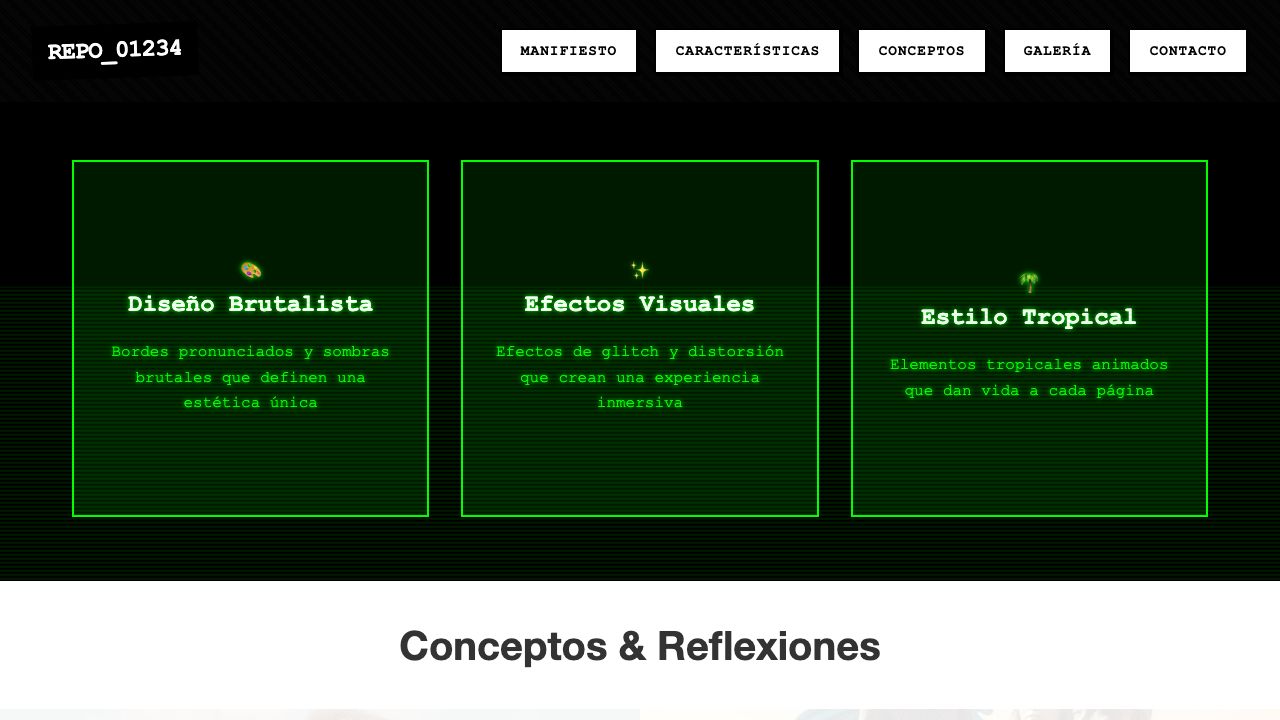 REPO_01234
MANIFIESTO
CARACTERÍSTICAS
CONCEPTOS
GALERÍA
CONTACTO
Diseño Brutalista
Bordes pronunciados y sombras
brutales que definen una
estética única
Efectos Visuales
Efectos de glitch y distorsión
que crean una experiencia
inmersiva
Estilo Tropical
Elementos tropicales animados
que dan vida a cada página
Conceptos & Reflexiones